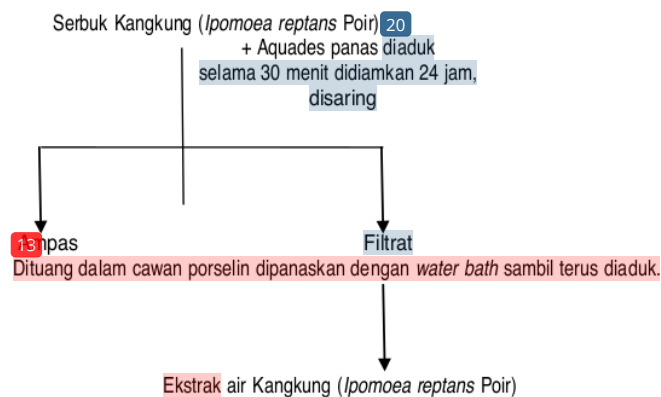 Serbuk Kangkung (Ipomoea reptans Poir) 20
+ Aquades panas diaduk
selama 30 menit didiamkan 24 jam,
disaring
13 mpas Filtrat
Dituang dalam cawan porselin dipanaskan dengan water bath sambil terus diaduk.
Ekstrak air Kangkung (Ipomoea reptans Poir)